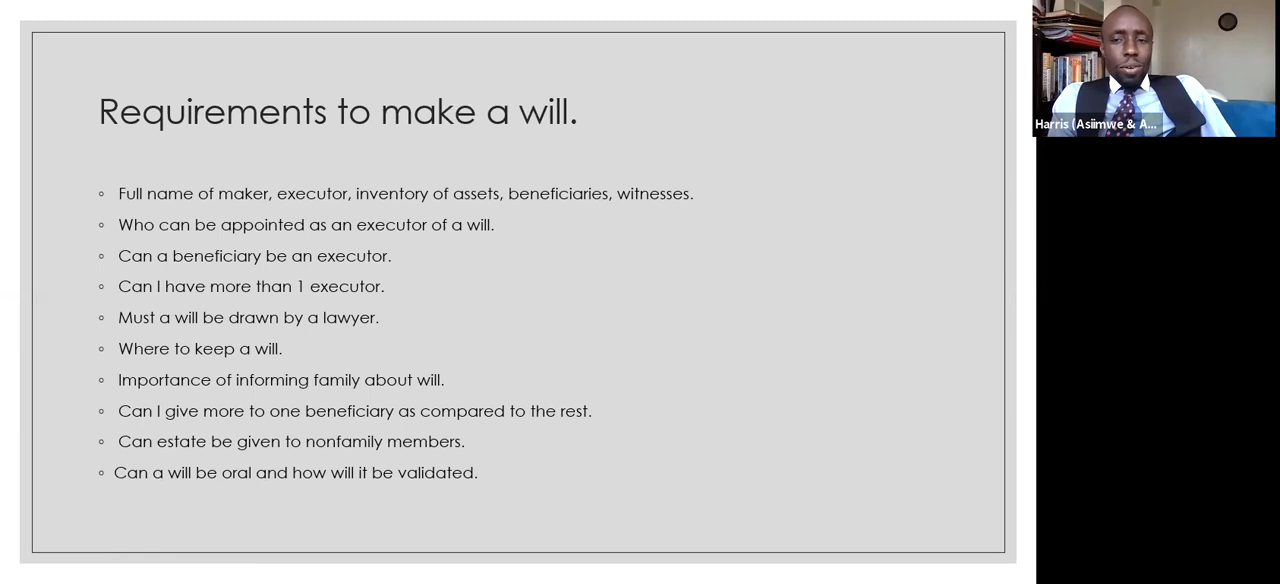 Requirements to make a will.
◦ Full name of maker, executor, inventory of assets, beneficiaries, witnesses.
◦ Who can be appointed as an executor of a will.
◦ Can a beneficiary be an executor.
◦ Can I have more than 1 executor.
◦ Must a will be drawn by a lawyer.
◦ Where to keep a will.
◦ Importance of informing family about will.
◦ Can I give more to one beneficiary as compared to the rest.
◦ Can estate be given to nonfamily members.
◦ Can a will be oral and how will it be validated.
Harris (Asiimwe & A...